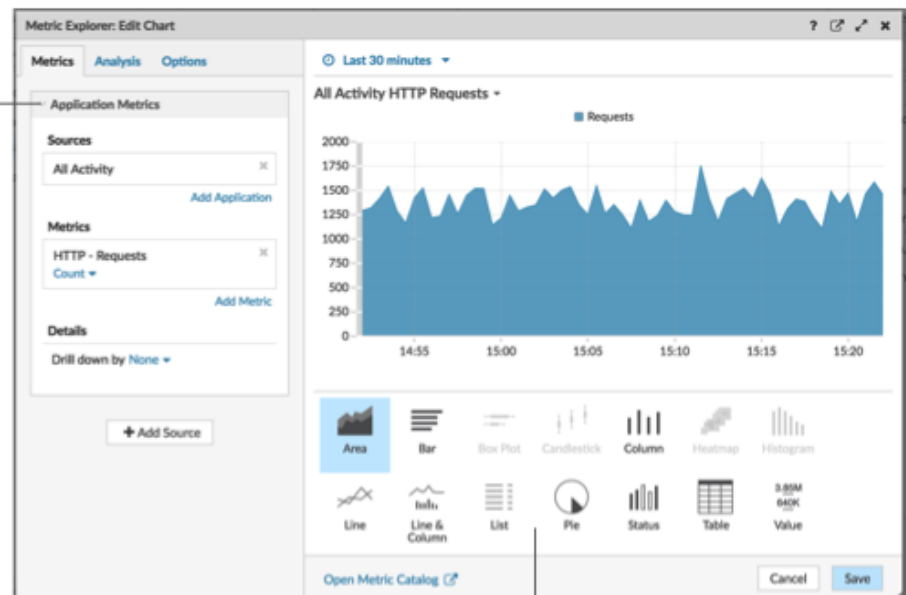 Metric Explorer: Edit Chart
?
Metrics Analysis Options
Last 30 minutes
Application Metrics
All Activity HTTP Requests
Requests
Sources
All Activity
Add Application
Metrics
HTTP - Requests
Count
Add Metric
Details
Drill down by None
+ Add Source
2000
1750
1500
1250
1000
750
500
250
0
14:55 15:00 15:05 15:10 15:15 15:20
Area Bar Box Plot Candlestick Column Heatmap Histogram
3.85M
640K
Line Line & Column List Pie Status Table Value
Open Metric Catalog
Cancel Save